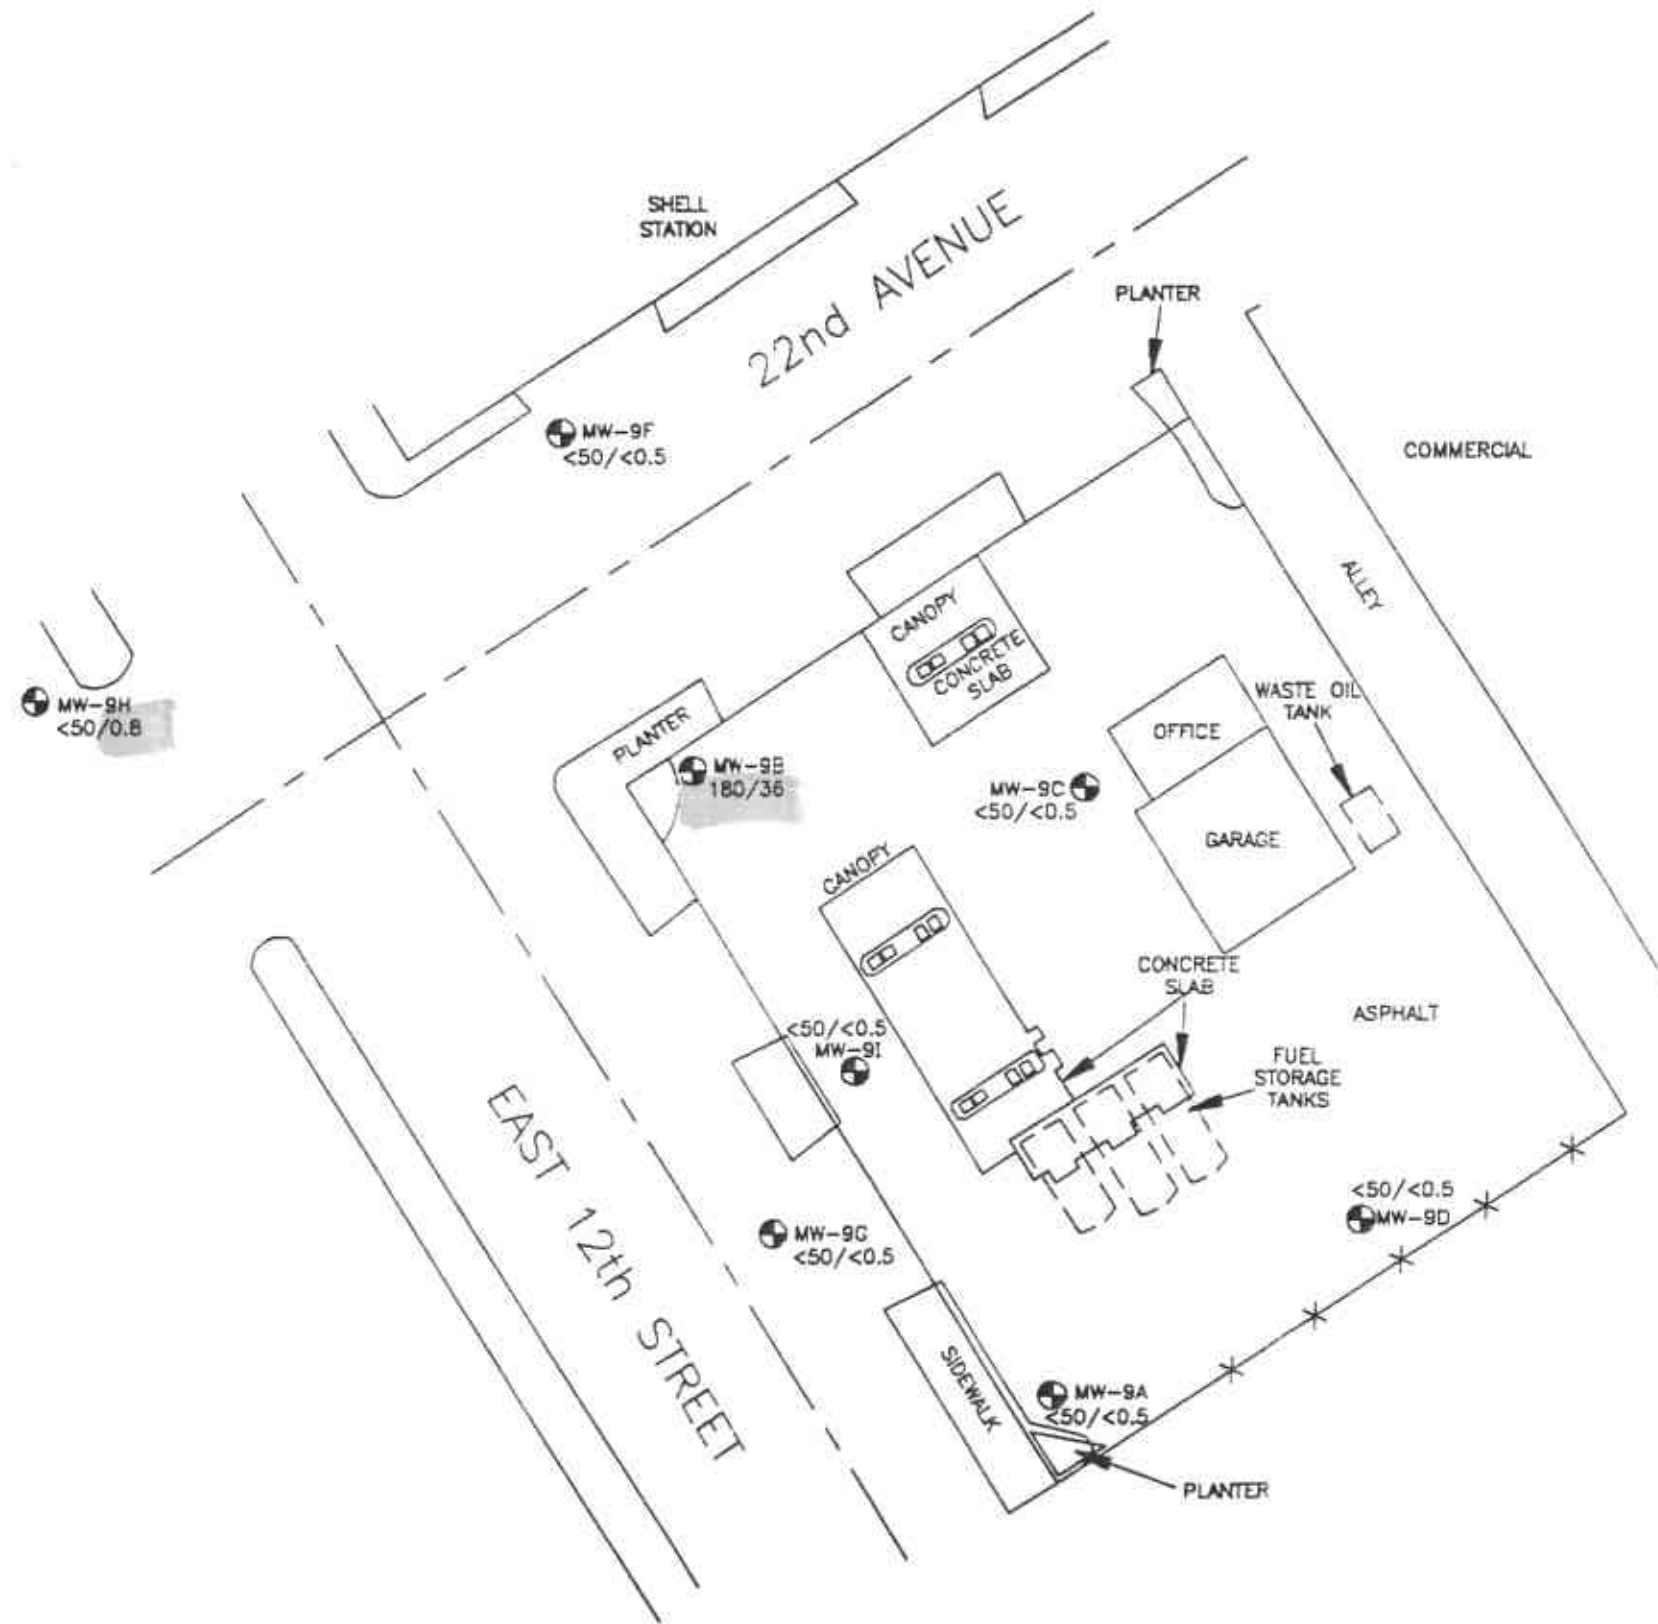 SHELL
STATION
22nd AVENUE
PLANTER
COMMERCIAL
MW-9F
<50/<0.5
ALLEY
CANOPY
CONCRETE
SLAB
MW-9H
<50/0.8
PLANTER
WASTE OIL
TANK
OFFICE
MW-9B
180/36
MW-9C
<50/<0.5
GARAGE
CANOPY
CONCRETE
SLAB
ASPHALT
<50/<0.5
MW-9I
FUEL
STORAGE
TANKS
EAST 12th STREET
<50/<0.5
MW-9D
MW-9G
<50/<0.5
SIDEWALK
MW-9A
<50/<0.5
PLANTER